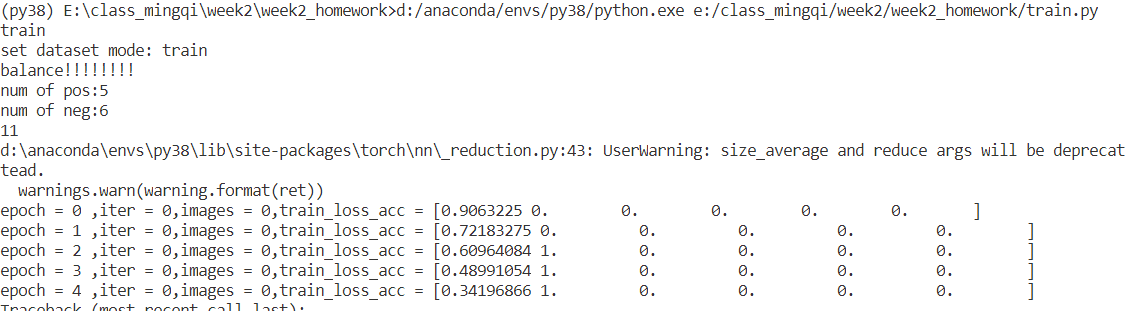 (py38) E:\class_mingqi\week2\week2_homework>d:/anaconda/envs/py38/python.exe e:/class_mingqi/week2/week2_homework/train.py
train
set dataset mode: train
balance!!!!!!!!
num of pos:5
num of neg:6
11
d:\anaconda\envs\py38\lib\site-packages\torch\nn\_reduction.py:43: UserWarning: size_average and reduce args will be deprecat
tead.
  warnings.warn(warning.format(ret))
epoch = 0 ,iter = 0,images = 0,train_loss_acc = [0.9063225 0.        0.        0.        0.        0.       ]
epoch = 1 ,iter = 0,images = 0,train_loss_acc = [0.72183275 0.         0.         0.         0.         0.        ]
epoch = 2 ,iter = 0,images = 0,train_loss_acc = [0.60964084 1.         0.         0.         0.         0.        ]
epoch = 3 ,iter = 0,images = 0,train_loss_acc = [0.48991054 1.         0.         0.         0.         0.        ]
epoch = 4 ,iter = 0,images = 0,train_loss_acc = [0.34196866 1.         0.         0.         0.         0.        ]
Traceback (most recent call last):